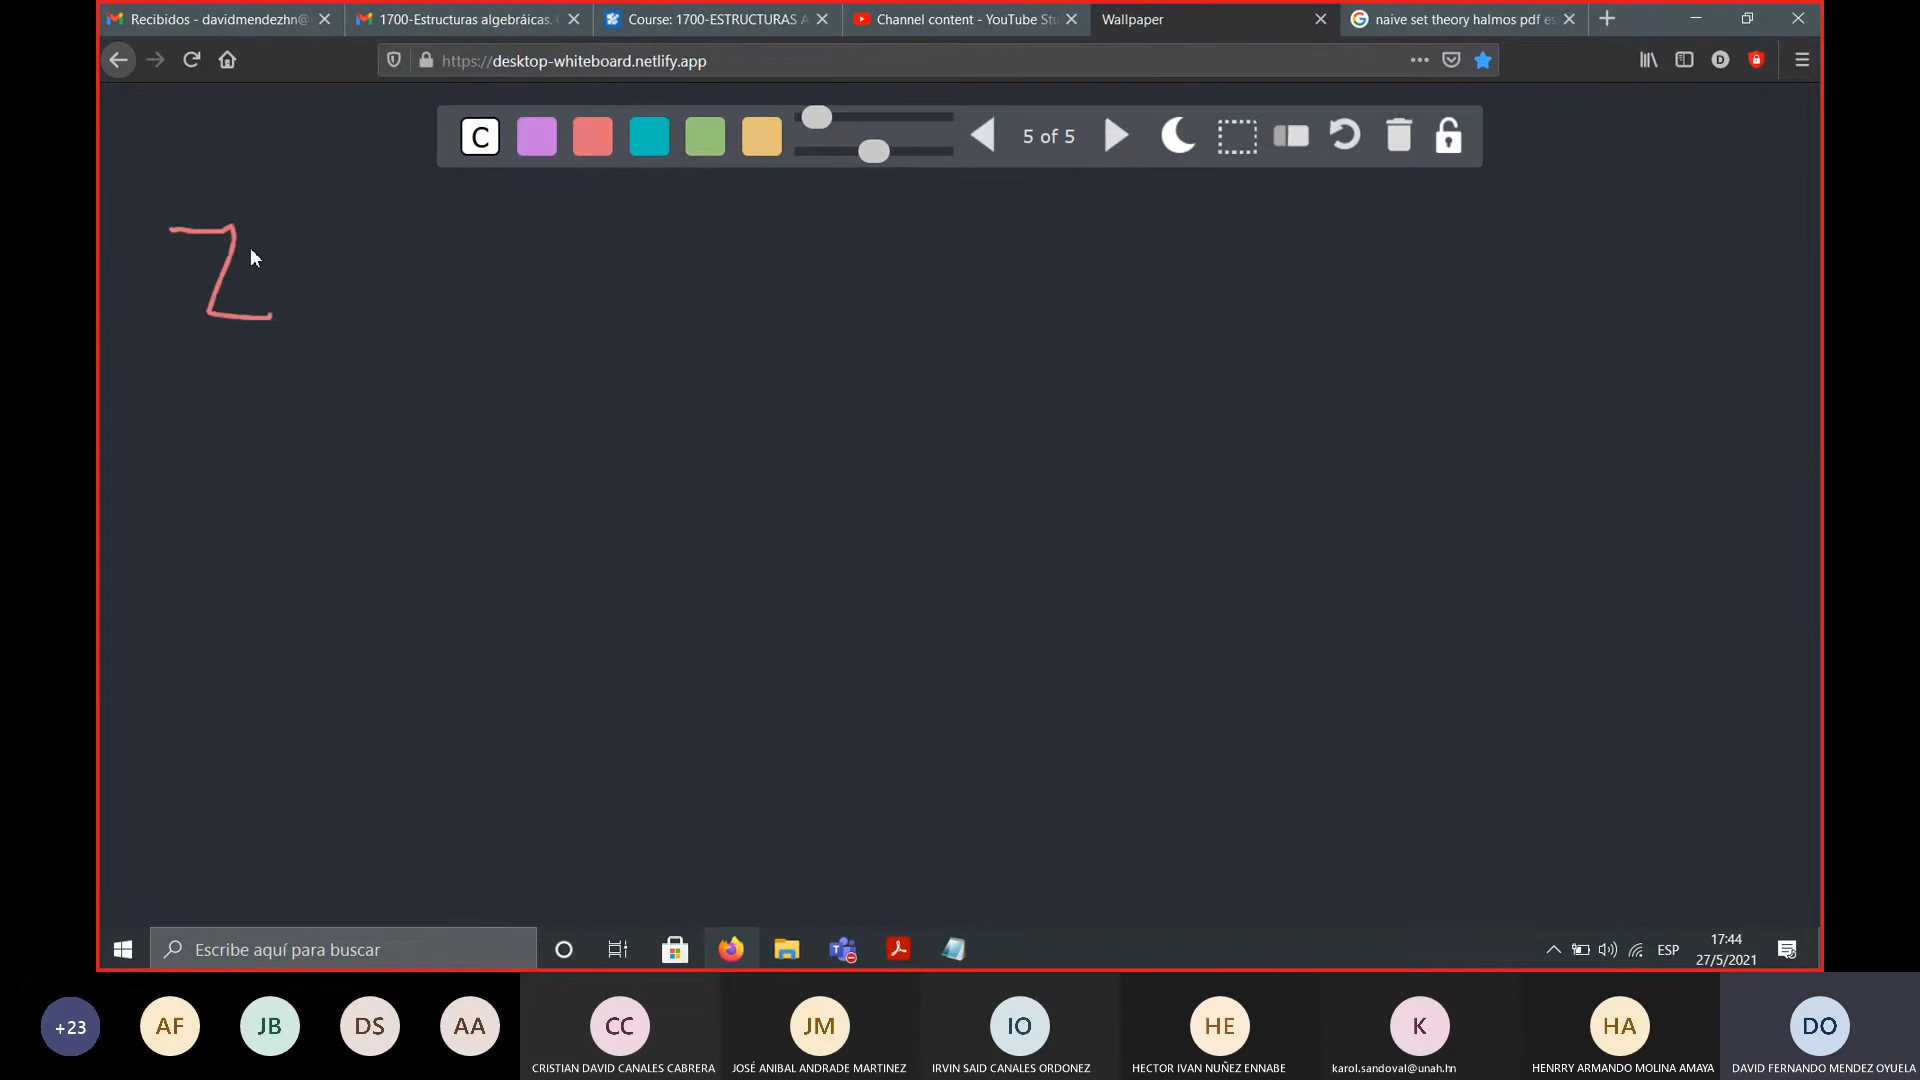 Recibidos - davidmendezhn@
1700-Estructuras algebráicas.
Course: 1700-ESTRUCTURAS A
Channel content - YouTube Stu
Wallpaper
naive set theory halmos pdf es
https://desktop-whiteboard.netlify.app
C
5 of 5
Z
Escribe aquí para buscar
ESP
17:44
27/5/2021
+23
AF
JB
DS
AA
CC
JM
IO
HE
K
HA
DO
CRISTIAN DAVID CANALES CABRERA
JOSÉ ANIBAL ANDRADE MARTINEZ
IRVIN SAID CANALES ORDONEZ
HECTOR IVAN NUÑEZ ENNABE
karol.sandoval@unah.hn
HENRRY ARMANDO MOLINA AMAYA
DAVID FERNANDO MENDEZ OYUELA